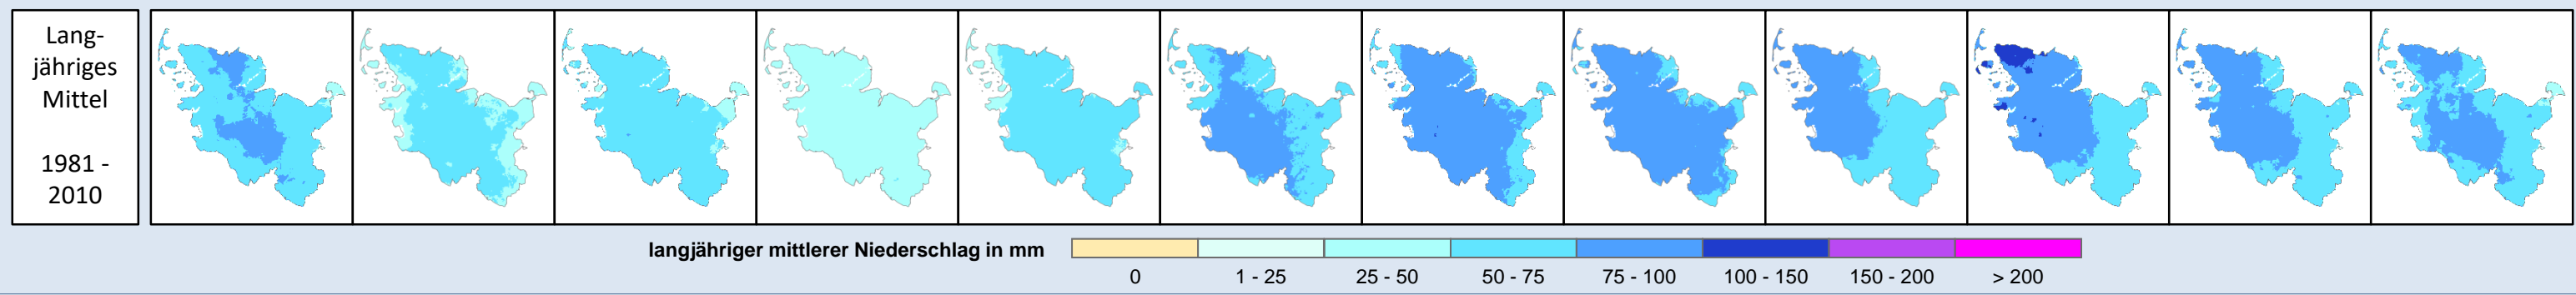 Lang-
jähriges
Mittel
1981 -
2010
langjähriger mittlerer Niederschlag in mm
0
1 - 25
25 - 50
50 - 75
75 - 100
100 - 150
150 - 200
> 200